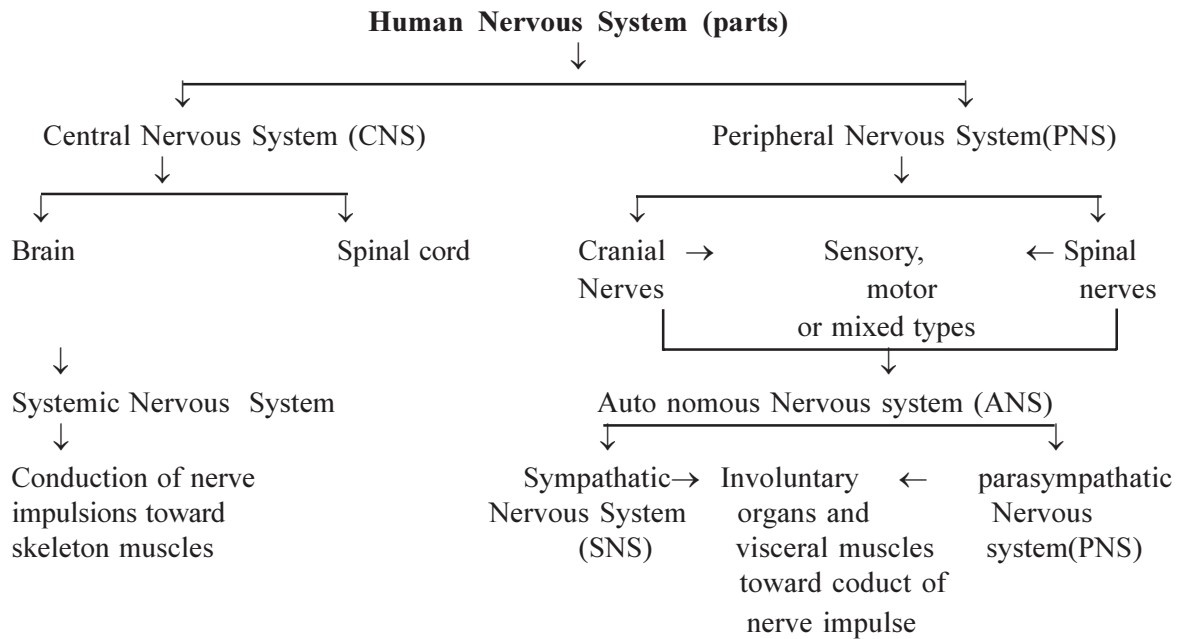 Human Nervous System (parts)
↓
↓ ↓
Central Nervous System (CNS) Peripheral Nervous System(PNS)
↓ ↓
↓ ↓ ↓ ↓
Brain Spinal cord Cranial → Sensory, ← Spinal
Nerves motor nerves
or mixed types
↓ ↓
Systemic Nervous System Auto nomous Nervous system (ANS)
↓ ↓ ↓
Conduction of nerve Sympathatic→ Involuntary ← parasympathatic
impulsions toward Nervous System organs and Nervous
skeleton muscles (SNS) visceral muscles system(PNS)
toward coduct of
nerve impulse